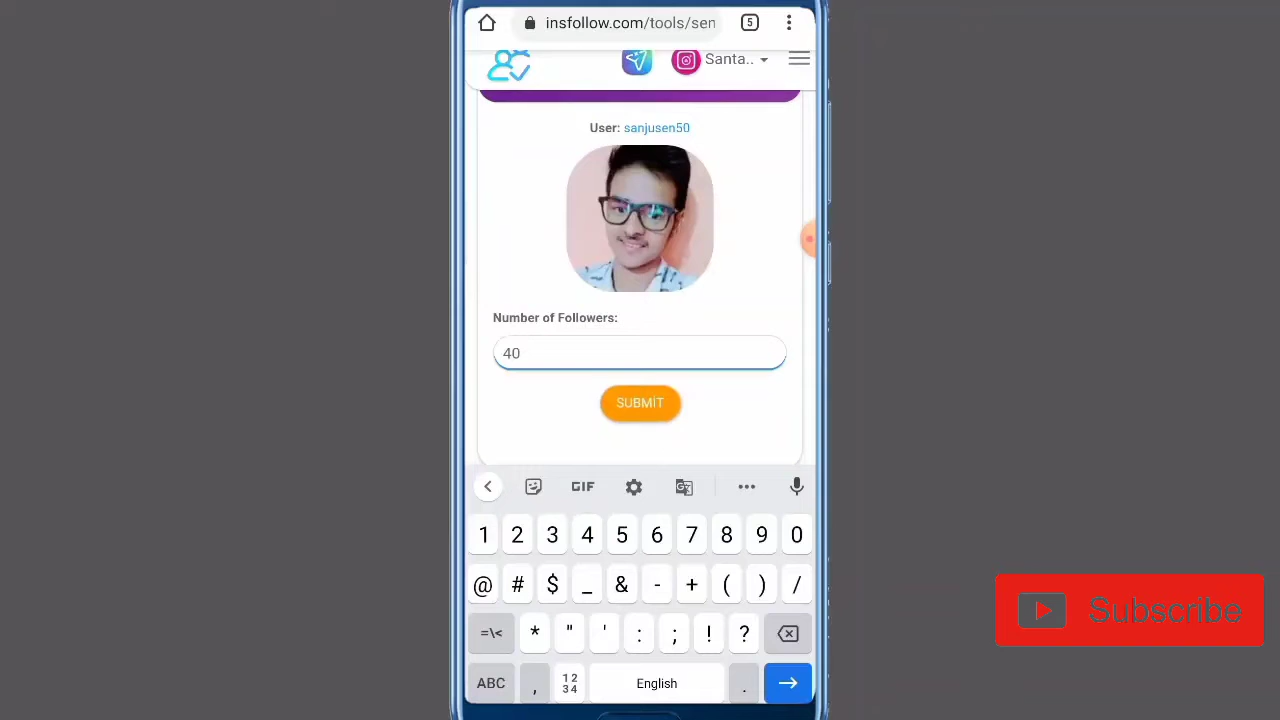 insfollow.com/tools/sen
5
Santa..
User: sanjusen50
Number of Followers:
40
SUBMIT
GIF
1 2 3 4 5 6 7 8 9 0
@ # $ _ & - + ( ) /
=\< * " ' : ; ! ?
ABC , 12 34 English .
Subscribe